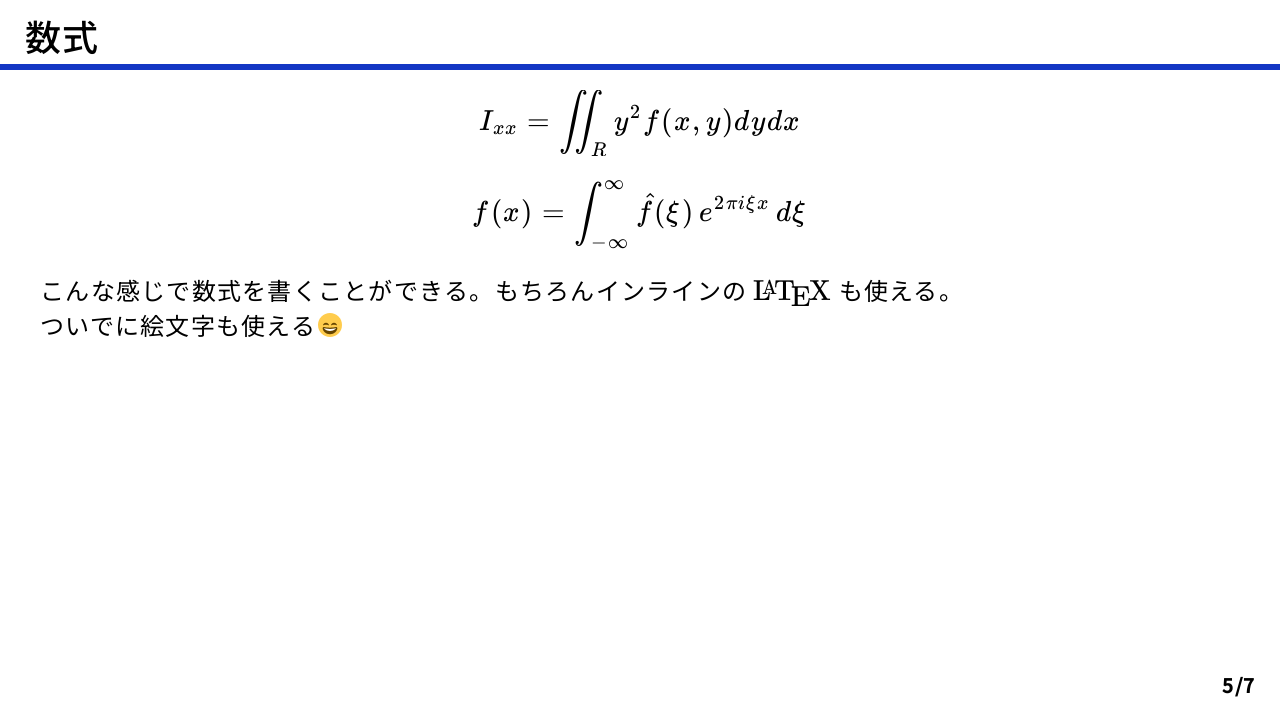 数式
$I_{xx} = \iint_R y^2 f(x, y) dy dx$
$f(x) = \int_{-\infty}^{\infty} \hat{f}(\xi) \, e^{2\pi i \xi x} \, d\xi$
こんな感じで数式を書くことができる。もちろんインラインの LATEX も使える。
ついでに絵文字も使える😄
5/7